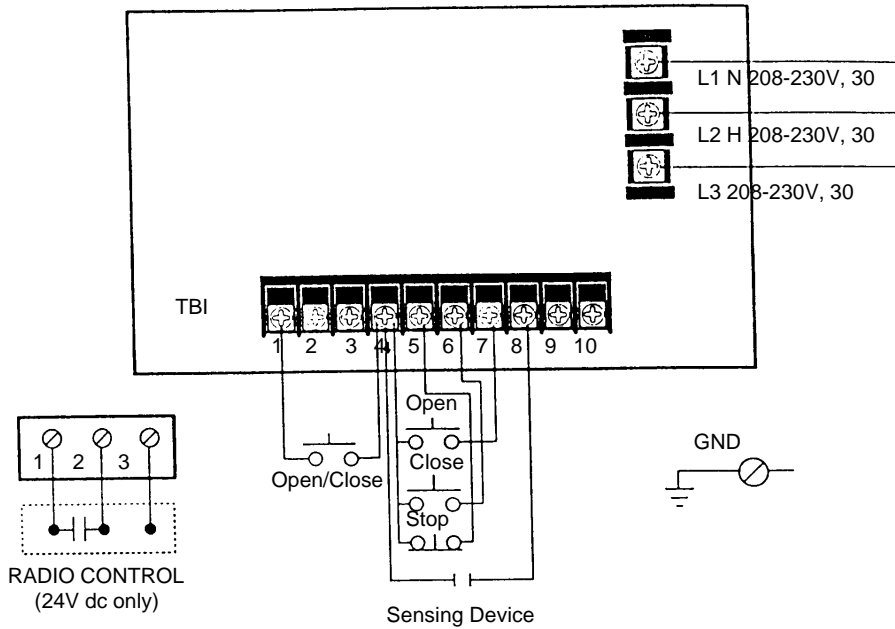 L1 N 208-230V, 30
L2 H 208-230V, 30
L3 208-230V, 30
TBI
1 2 3 4 5 6 7 8 9 10
Open
Close
Open/Close
Stop
GND
1 2 3
RADIO CONTROL
(24V dc only)
Sensing Device